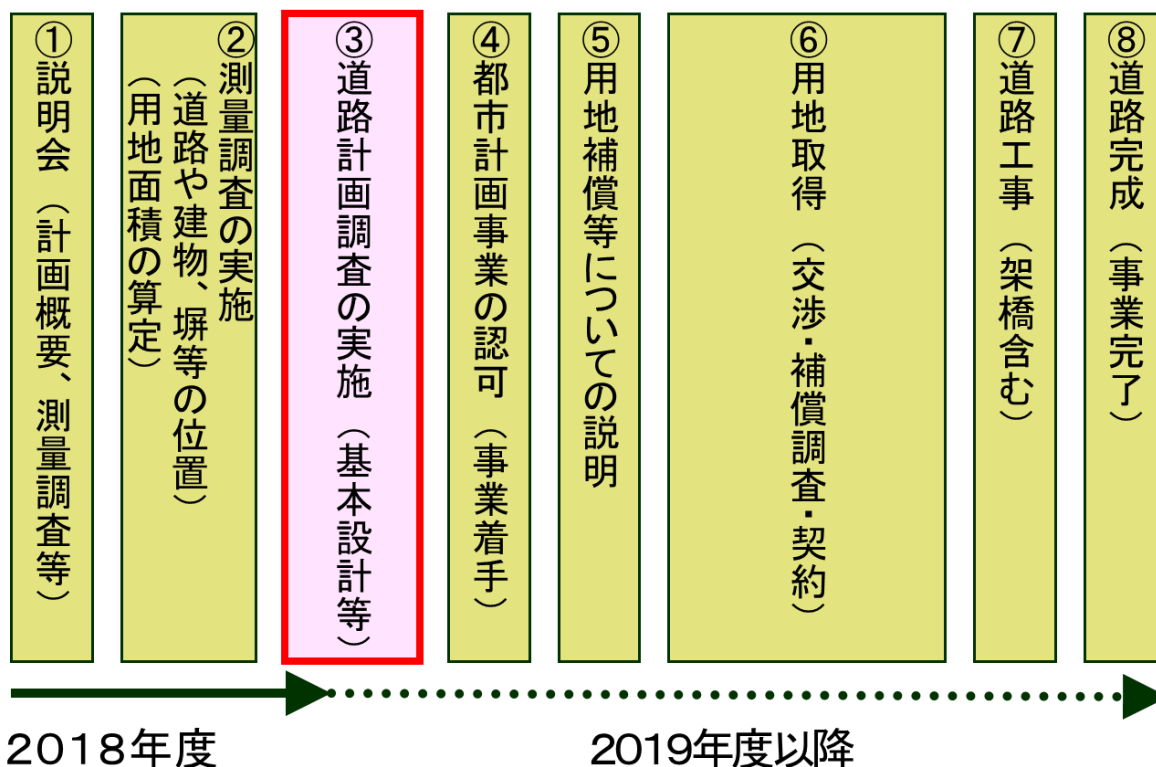 ①説明会（計画概要、測量調査等）
②測量調査の実施
（道路や建物、塀等の位置）
（用地面積の算定）
③道路計画調査の実施（基本設計等）
④都市計画事業の認可（事業着手）
⑤用地補償等についての説明
⑥用地取得（交渉・補償調査・契約）
⑦道路工事（架橋含む）
⑧道路完成（事業完了）
２０１８年度
2019年度以降